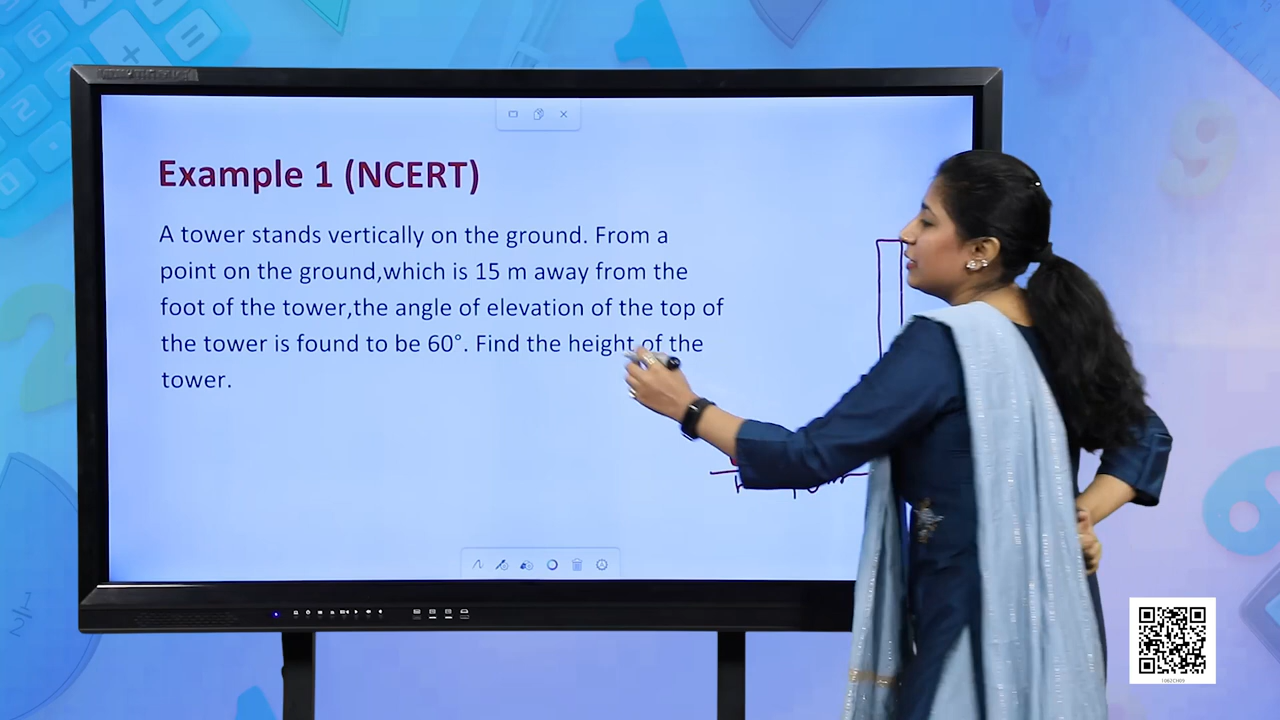 Example 1 (NCERT)
A tower stands vertically on the ground. From a
point on the ground,which is 15 m away from the
foot of the tower,the angle of elevation of the top of
the tower is found to be 60°. Find the height of the
tower.
1062CH09